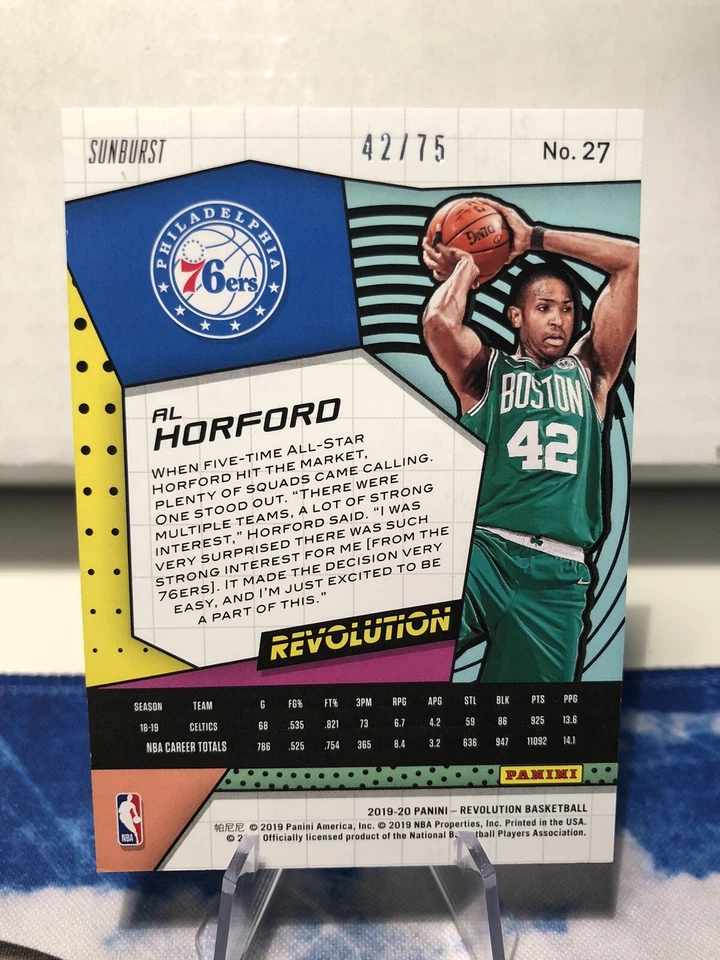 SUNBURST 42/75 No. 27
PHILADELPHIA
76ers
DNG
BOSTON
42
AL
HORFORD
WHEN FIVE-TIME ALL-STAR
HORFORD HIT THE MARKET,
PLENTY OF SQUADS CAME CALLING.
ONE STOOD OUT. “THERE WERE
MULTIPLE TEAMS, A LOT OF STRONG
INTEREST,” HORFORD SAID. “I WAS
VERY SURPRISED THERE WAS SUCH
STRONG INTEREST FOR ME [FROM THE
76ERS]. IT MADE THE DECISION VERY
EASY, AND I’M JUST EXCITED TO BE
A PART OF THIS.”
REVOLUTION
SEASON TEAM G FG% FT% 3PM RPG APG STL BLK PTS PPG
18-19 CELTICS 68 .535 .821 73 6.7 4.2 59 86 925 13.6
NBA CAREER TOTALS 786 .525 .754 365 8.4 3.2 636 947 11092 14.1
PANINI
NBA
2019-20 PANINI – REVOLUTION BASKETBALL
帕尼尼 © 2019 Panini America, Inc. © 2019 NBA Properties, Inc. Printed in the USA.
© 2 Officially licensed product of the National Basketball Players Association.